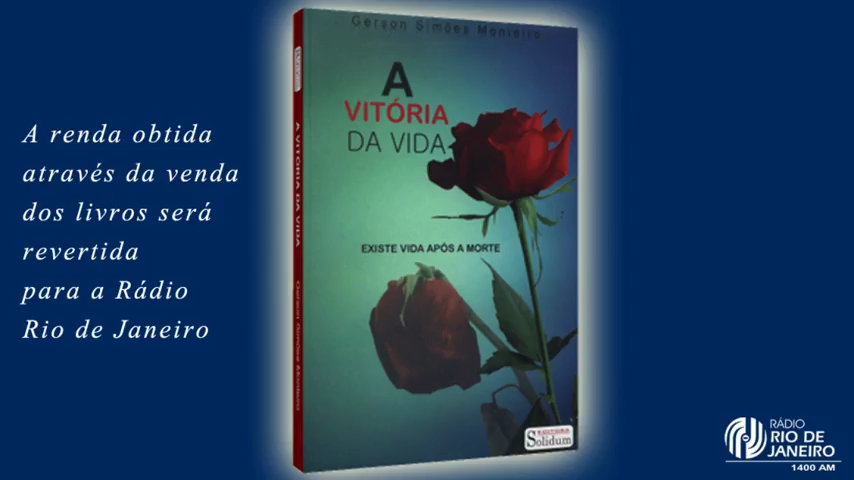 A renda obtida
através da venda
dos livros será
revertida
para a Rádio
Rio de Janeiro
Gerson Simões Monteiro
A
VITÓRIA
DA VIDA
EXISTE VIDA APÓS A MORTE
A VITÓRIA DA VIDA
Gerson Simões Monteiro
EDITORA
Solidum
RÁDIO
RIO DE
JANEIRO
1400 AM